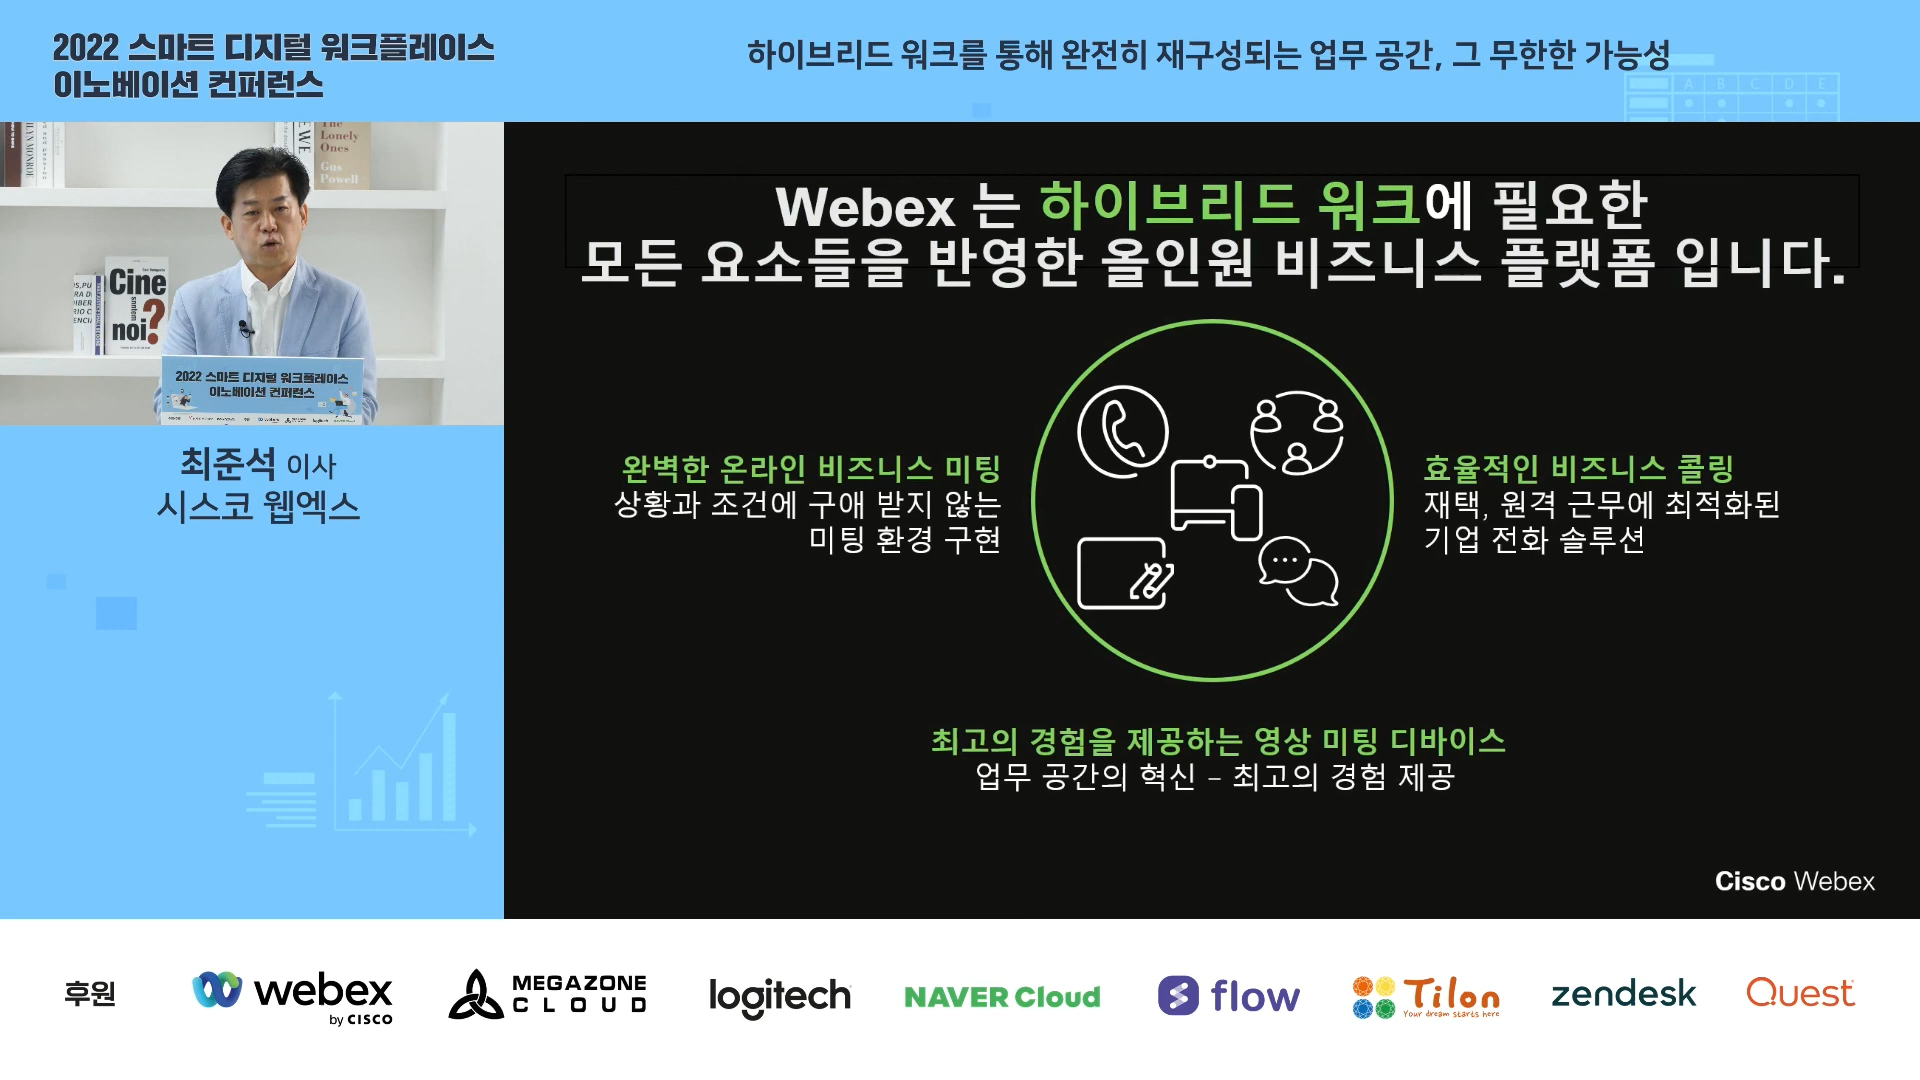 2022 스마트 디지털 워크플레이스
이노베이션 컨퍼런스
하이브리드 워크를 통해 완전히 재구성되는 업무 공간, 그 무한한 가능성
A B C D E
The
Lonely
Ones
Gus
Powell
Cine
noi?
2022 스마트 디지털 워크플레이스
이노베이션 컨퍼런스
최준석 이사
시스코 웹엑스
Webex 는 하이브리드 워크에 필요한
모든 요소들을 반영한 올인원 비즈니스 플랫폼 입니다.
완벽한 온라인 비즈니스 미팅
상황과 조건에 구애 받지 않는
미팅 환경 구현
효율적인 비즈니스 콜링
재택, 원격 근무에 최적화된
기업 전화 솔루션
최고의 경험을 제공하는 영상 미팅 디바이스
업무 공간의 혁신 – 최고의 경험 제공
Cisco Webex
후원
webex
by CISCO
MEGAZONE
CLOUD
logitech
NAVER Cloud
flow
Tilon
Your dream starts here
zendesk
Quest